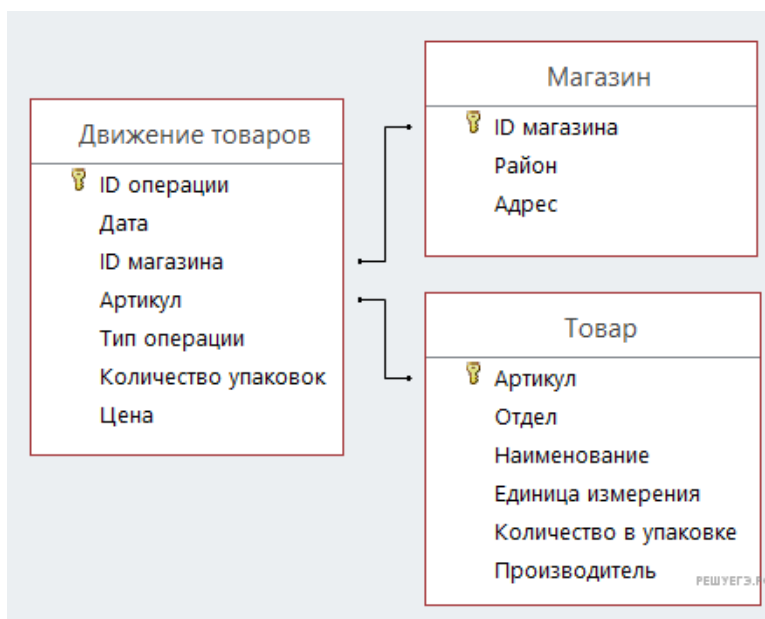 Движение товаров
ID операции
Дата
ID магазина
Артикул
Тип операции
Количество упаковок
Цена
Магазин
ID магазина
Район
Адрес
Товар
Артикул
Отдел
Наименование
Единица измерения
Количество в упаковке
Производитель
РЕШУЕГЭ.Р